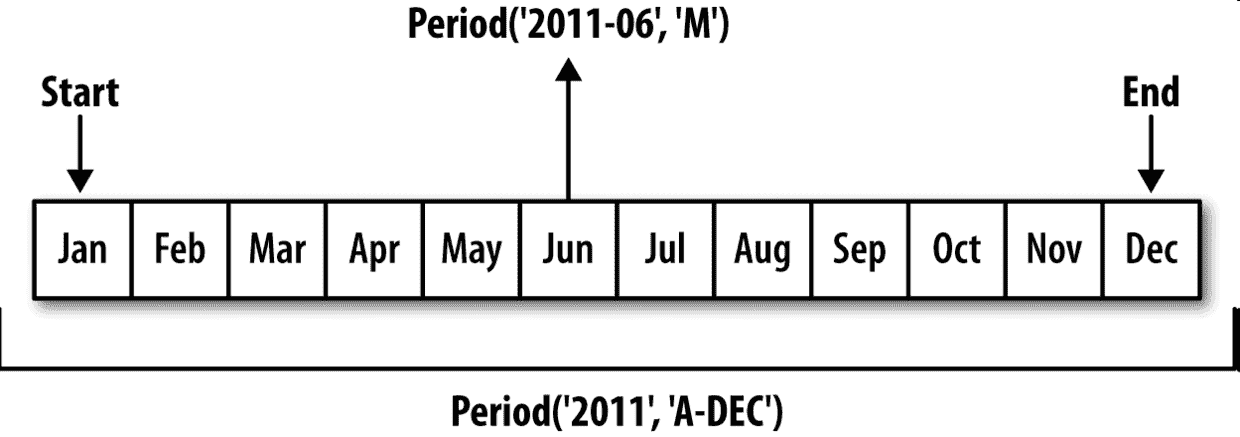 Period('2011-06', 'M')
Start End
Jan Feb Mar Apr May Jun Jul Aug Sep Oct Nov Dec
Period('2011', 'A-DEC')